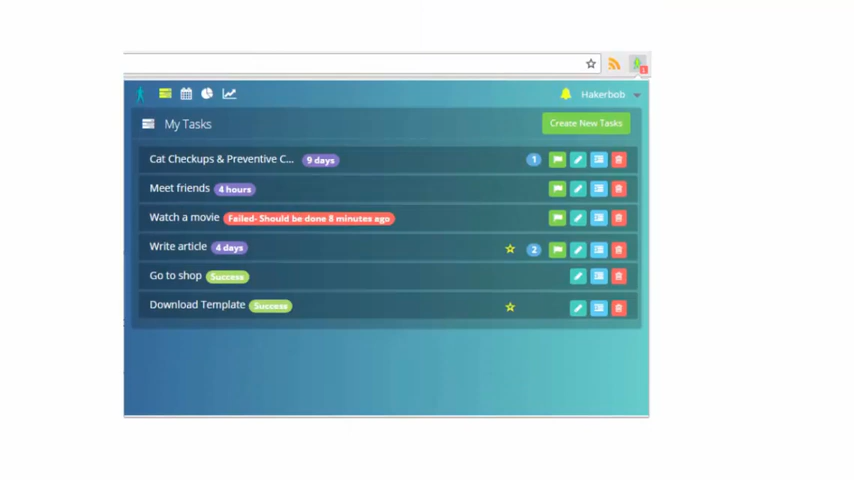 1
Hakerbob
My Tasks
Create New Tasks
Cat Checkups & Preventive C... 9 days 1
Meet friends 4 hours
Watch a movie Failed- Should be done 8 minutes ago
Write article 4 days 2
Go to shop Success
Download Template Success